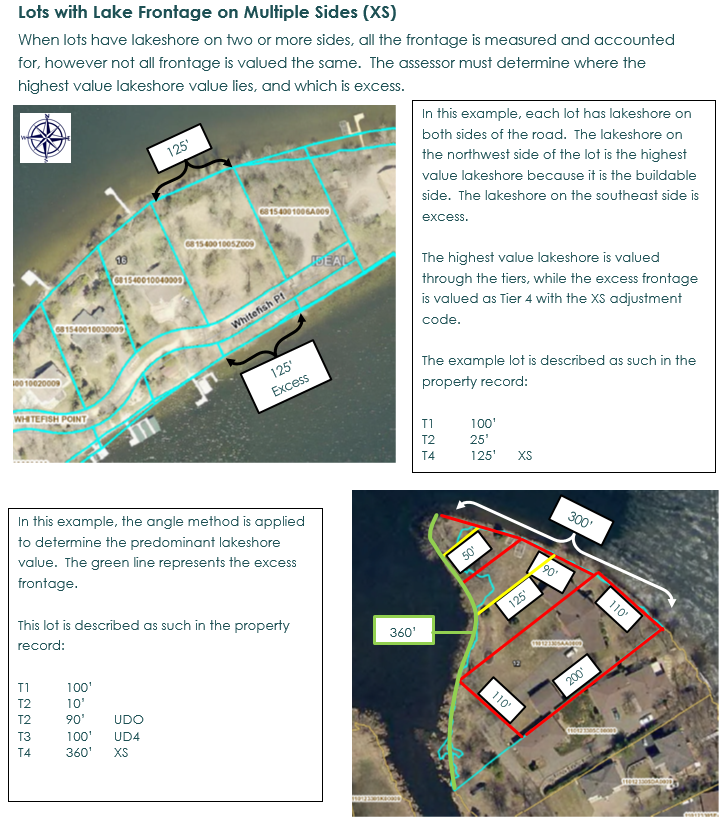 Lots with Lake Frontage on Multiple Sides (XS)
When lots have lakeshore on two or more sides, all the frontage is measured and accounted
for, however not all frontage is valued the same.  The assessor must determine where the
highest value lakeshore value lies, and which is excess.
N
W
E
S
125'
68154001006A009
68154001005Z009
IDEAL
16
681540010040009
Whitefish Pt
681540010030009
125'
Excess
WHITEFISH POINT
In this example, each lot has lakeshore on
both sides of the road.  The lakeshore on
the northwest side of the lot is the highest
value lakeshore because it is the buildable
side.  The lakeshore on the southeast side is
excess.
The highest value lakeshore is valued
through the tiers, while the excess frontage
is valued as Tier 4 with the XS adjustment
code.
The example lot is described as such in the
property record:
T1 100'
T2 25'
T4 125' XS
In this example, the angle method is applied
to determine the predominant lakeshore
value.  The green line represents the excess
frontage.
This lot is described as such in the property
record:
T1 100'
T2 10'
T2 90' UDO
T3 100' UD4
T4 360' XS
300'
50'
90'
125'
110'
360'
12
200'
110'